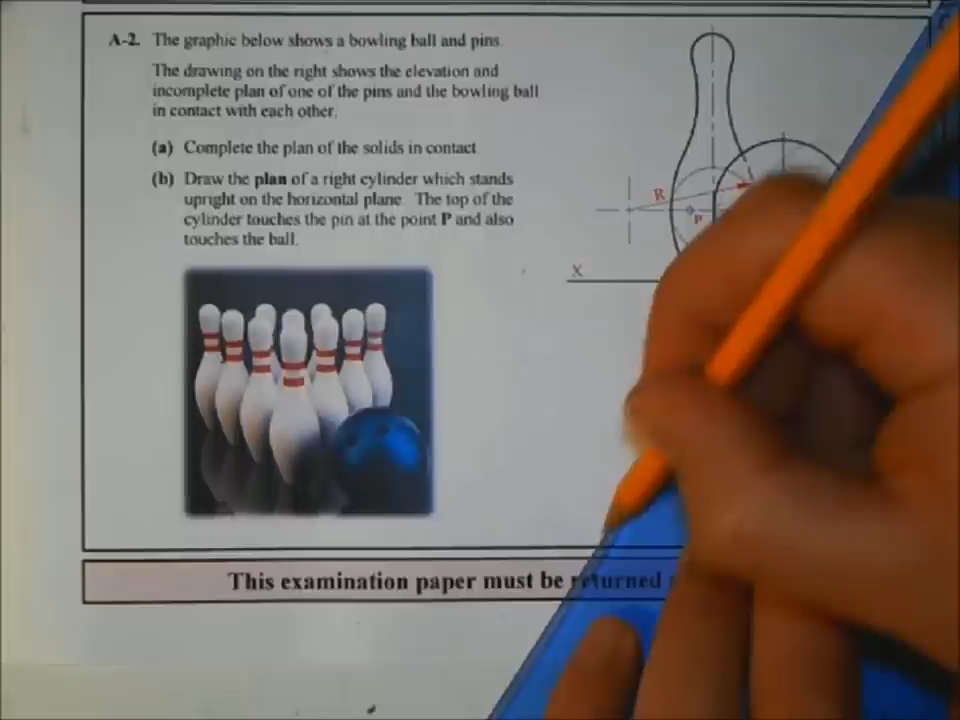 A-2. The graphic below shows a bowling ball and pins.
The drawing on the right shows the elevation and
incomplete plan of one of the pins and the bowling ball
in contact with each other.
(a) Complete the plan of the solids in contact.
(b) Draw the plan of a right cylinder which stands
upright on the horizontal plane. The top of the
cylinder touches the pin at the point P and also
touches the ball.
R
P
X
This examination paper must be returned